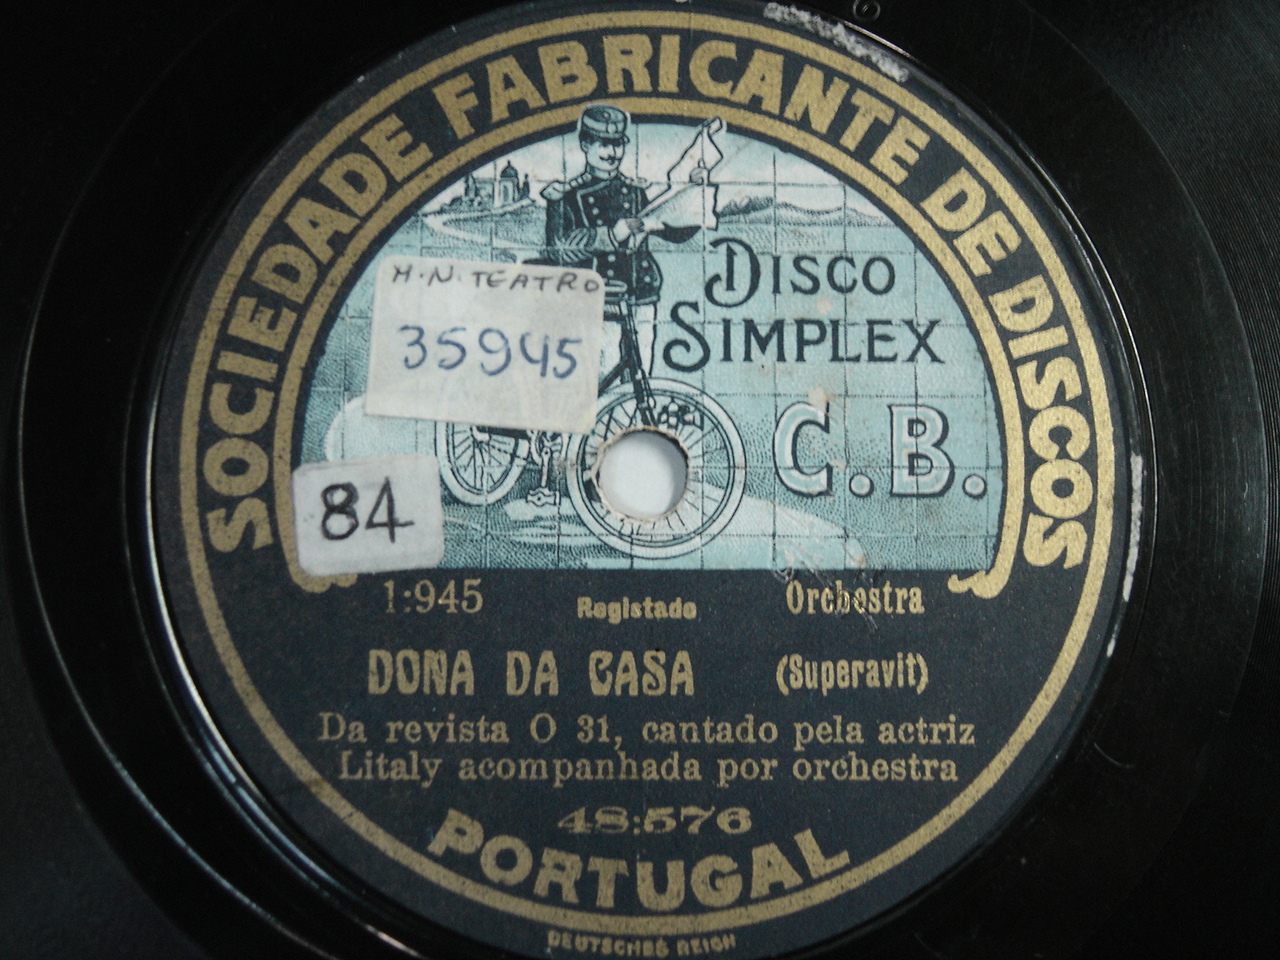 SOCIEDADE FABRICANTE DE DISCOS
DISCO
SIMPLEX
C.B.
M.N.TEATRO
35945
84
1:945 Registado Orchestra
DONA DA CASA (Superavit)
Da revista O 31, cantado pela actriz
Litaly acompanhada por orchestra
48:576
PORTUGAL
DEUTSCHES REICH